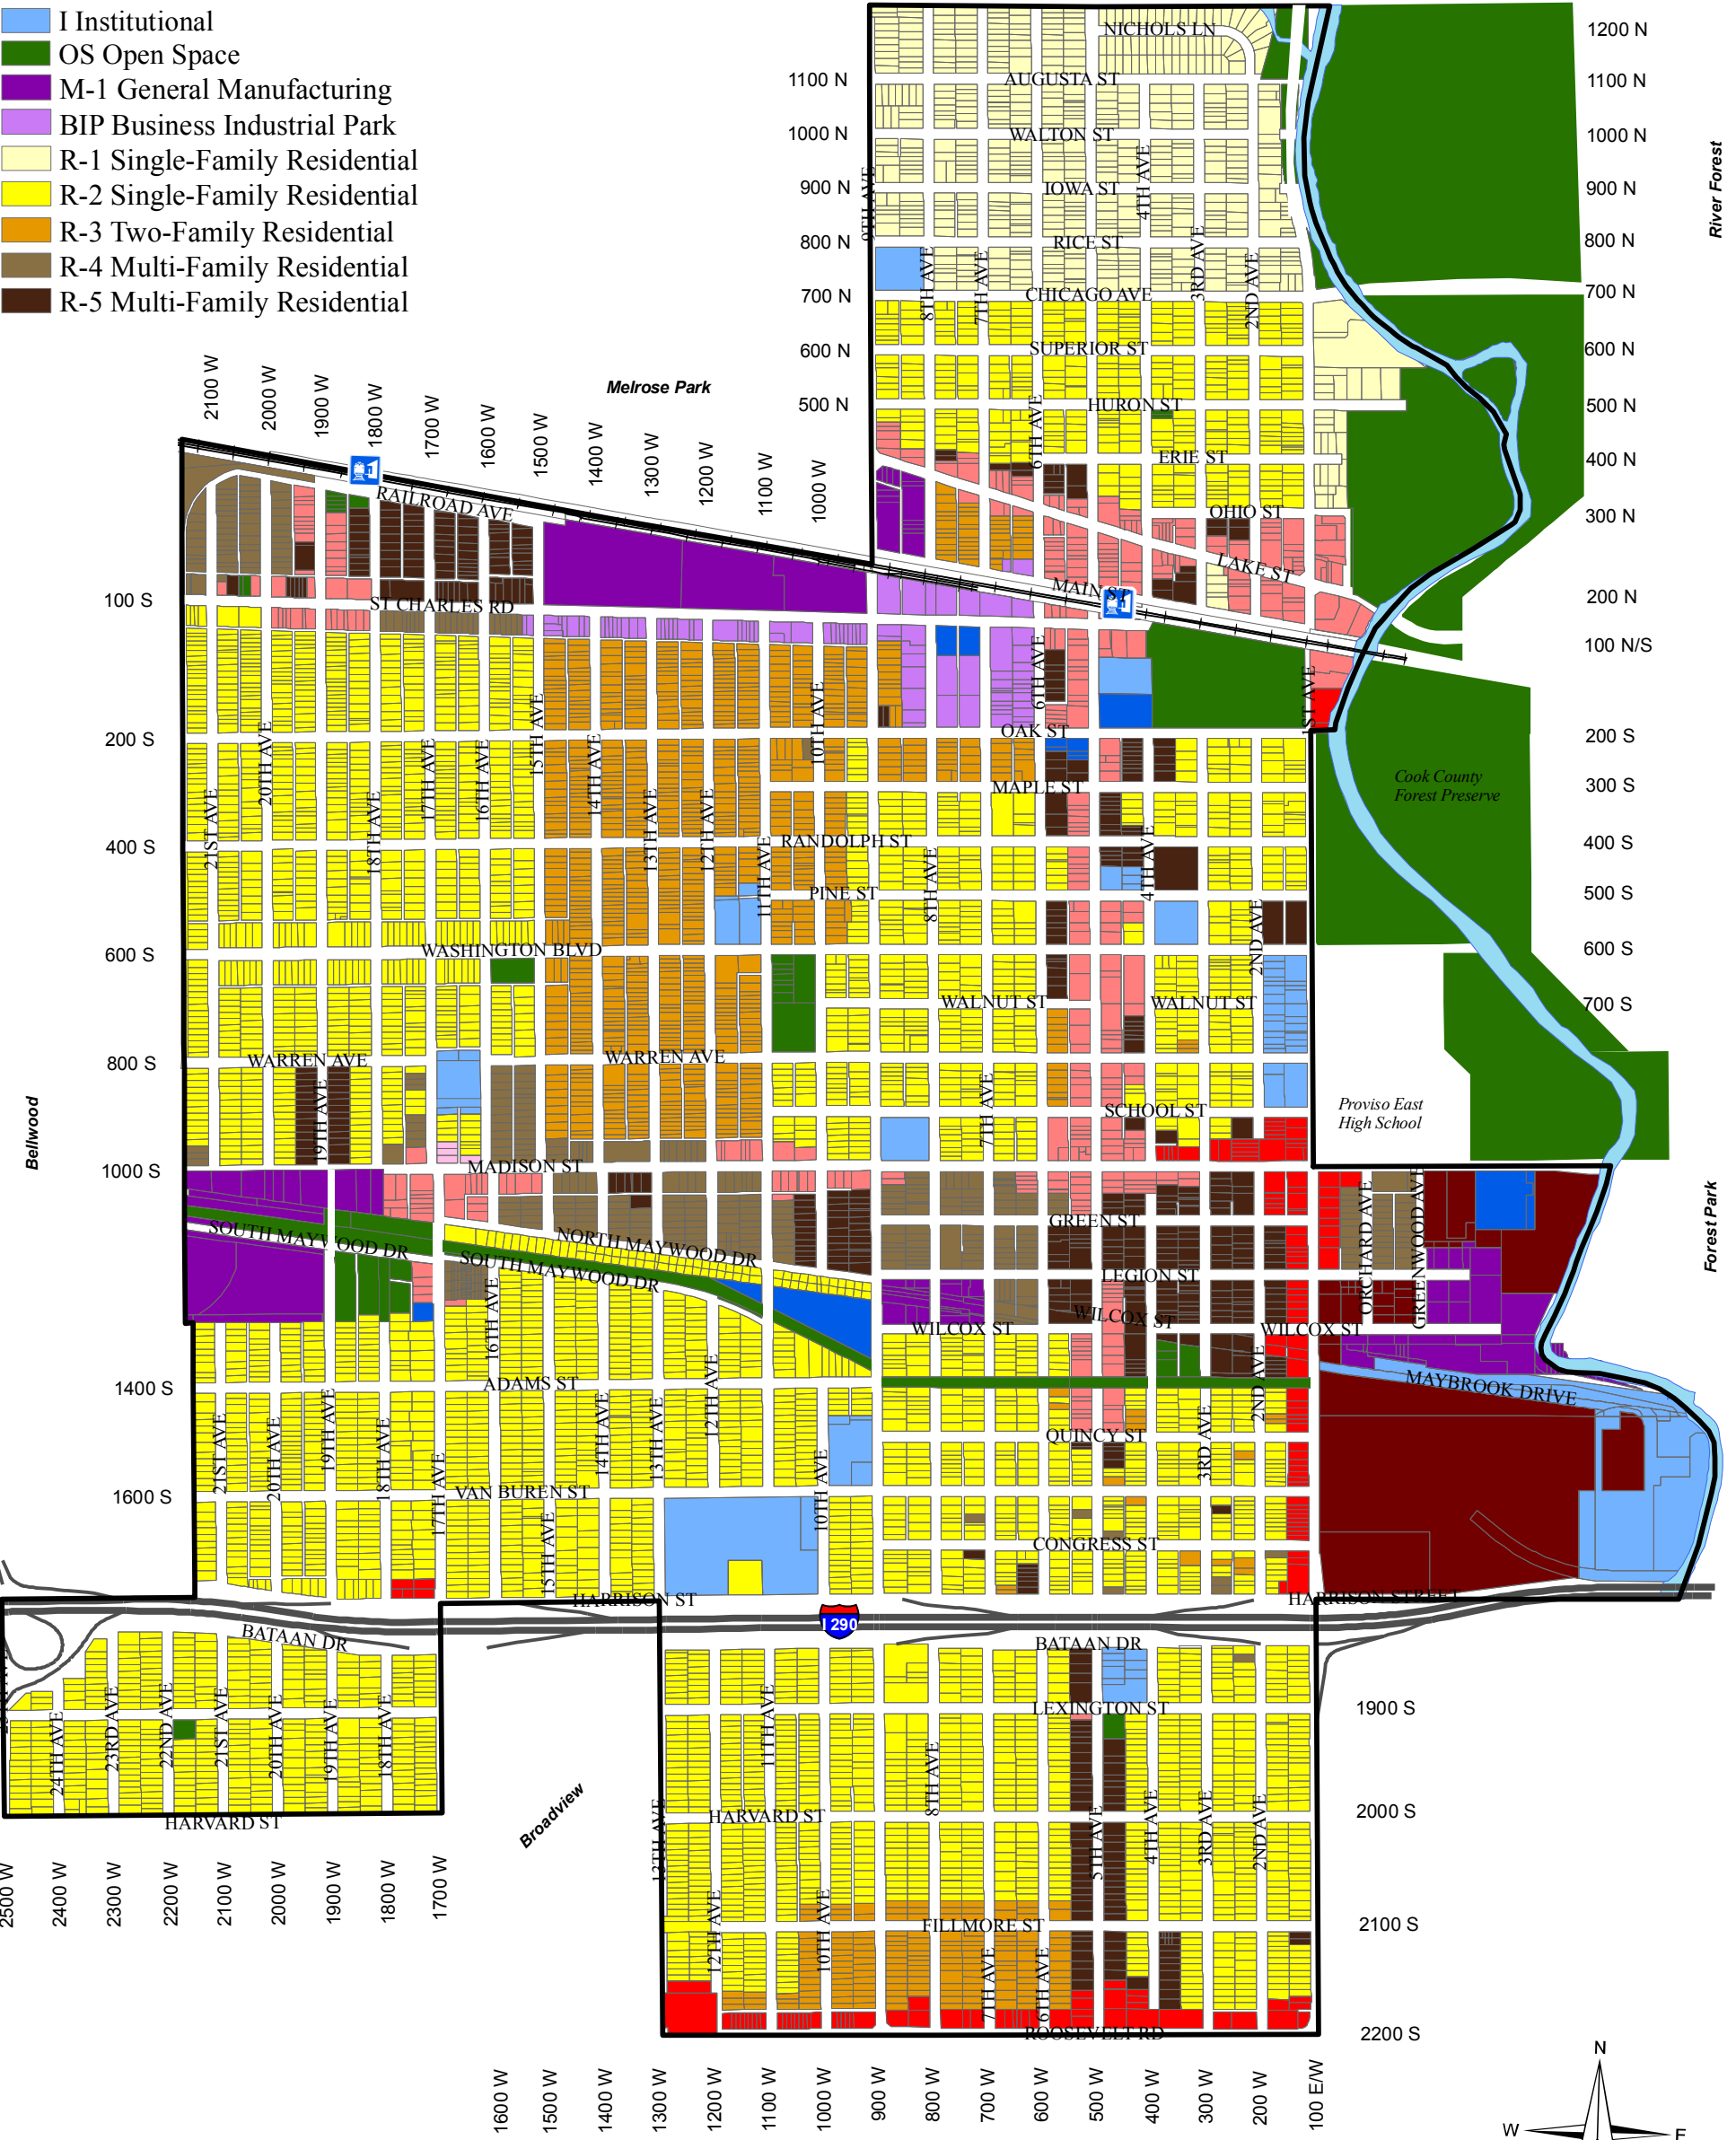 I Institutional
OS Open Space
M-1 General Manufacturing
BIP Business Industrial Park
R-1 Single-Family Residential
R-2 Single-Family Residential
R-3 Two-Family Residential
R-4 Multi-Family Residential
R-5 Multi-Family Residential
NICHOLS LN
1200 N
1100 N
AUGUSTA ST
1100 N
1000 N
WALTON ST
1000 N
River Forest
900 N
9TH AVE
IOWA ST
4TH AVE
900 N
800 N
RICE ST
800 N
8TH AVE
7TH AVE
3RD AVE
2ND AVE
700 N
CHICAGO AVE
700 N
600 N
SUPERIOR ST
600 N
Melrose Park
500 N
HURON ST
500 N
2100 W
2000 W
1900 W
1800 W
1700 W
1600 W
1500 W
1400 W
1300 W
1200 W
1100 W
1000 W
6TH AVE
ERIE ST
400 N
RAILROAD AVE
OHIO ST
300 N
LAKE ST
MAIN ST
100 S
ST CHARLES RD
200 N
100 N/S
6TH AVE
1ST AVE
10TH AVE
15TH AVE
20TH AVE
17TH AVE
16TH AVE
14TH AVE
200 S
OAK ST
200 S
Cook County
Forest Preserve
MAPLE ST
300 S
21ST AVE
18TH AVE
13TH AVE
12TH AVE
11TH AVE
8TH AVE
4TH AVE
400 S
RANDOLPH ST
400 S
PINE ST
500 S
2ND AVE
600 S
WASHINGTON BLVD
600 S
WALNUT ST
WALNUT ST
700 S
800 S
WARREN AVE
WARREN AVE
Bellwood
19TH AVE
7TH AVE
SCHOOL ST
Proviso East
High School
1000 S
MADISON ST
SOUTH MAYWOOD DR
NORTH MAYWOOD DR
SOUTH MAYWOOD DR
GREEN ST
ORCHARD AVE
GREENWOOD AVE
Forest Park
LEGION ST
16TH AVE
WILCOX ST
WILCOX ST
WILCOX ST
1400 S
ADAMS ST
12TH AVE
2ND AVE
MAYBROOK DRIVE
21ST AVE
20TH AVE
19TH AVE
18TH AVE
17TH AVE
14TH AVE
13TH AVE
QUINCY ST
3RD AVE
1600 S
VAN BUREN ST
15TH AVE
10TH AVE
CONGRESS ST
HARRISON ST
HARRISON STREET
I 290
BATAAN DR
BATAAN DR
LEXINGTON ST
1900 S
24TH AVE
23RD AVE
22ND AVE
21ST AVE
20TH AVE
19TH AVE
18TH AVE
11TH AVE
8TH AVE
HARVARD ST
Broadview
HARVARD ST
2000 S
13TH AVE
5TH AVE
4TH AVE
3RD AVE
2ND AVE
2500 W
2400 W
2300 W
2200 W
2100 W
2000 W
1900 W
1800 W
1700 W
12TH AVE
10TH AVE
FILLMORE ST
2100 S
7TH AVE
6TH AVE
ROOSEVELT RD
2200 S
1600 W
1500 W
1400 W
1300 W
1200 W
1100 W
1000 W
900 W
800 W
700 W
600 W
500 W
400 W
300 W
200 W
100 E/W
N
W
E